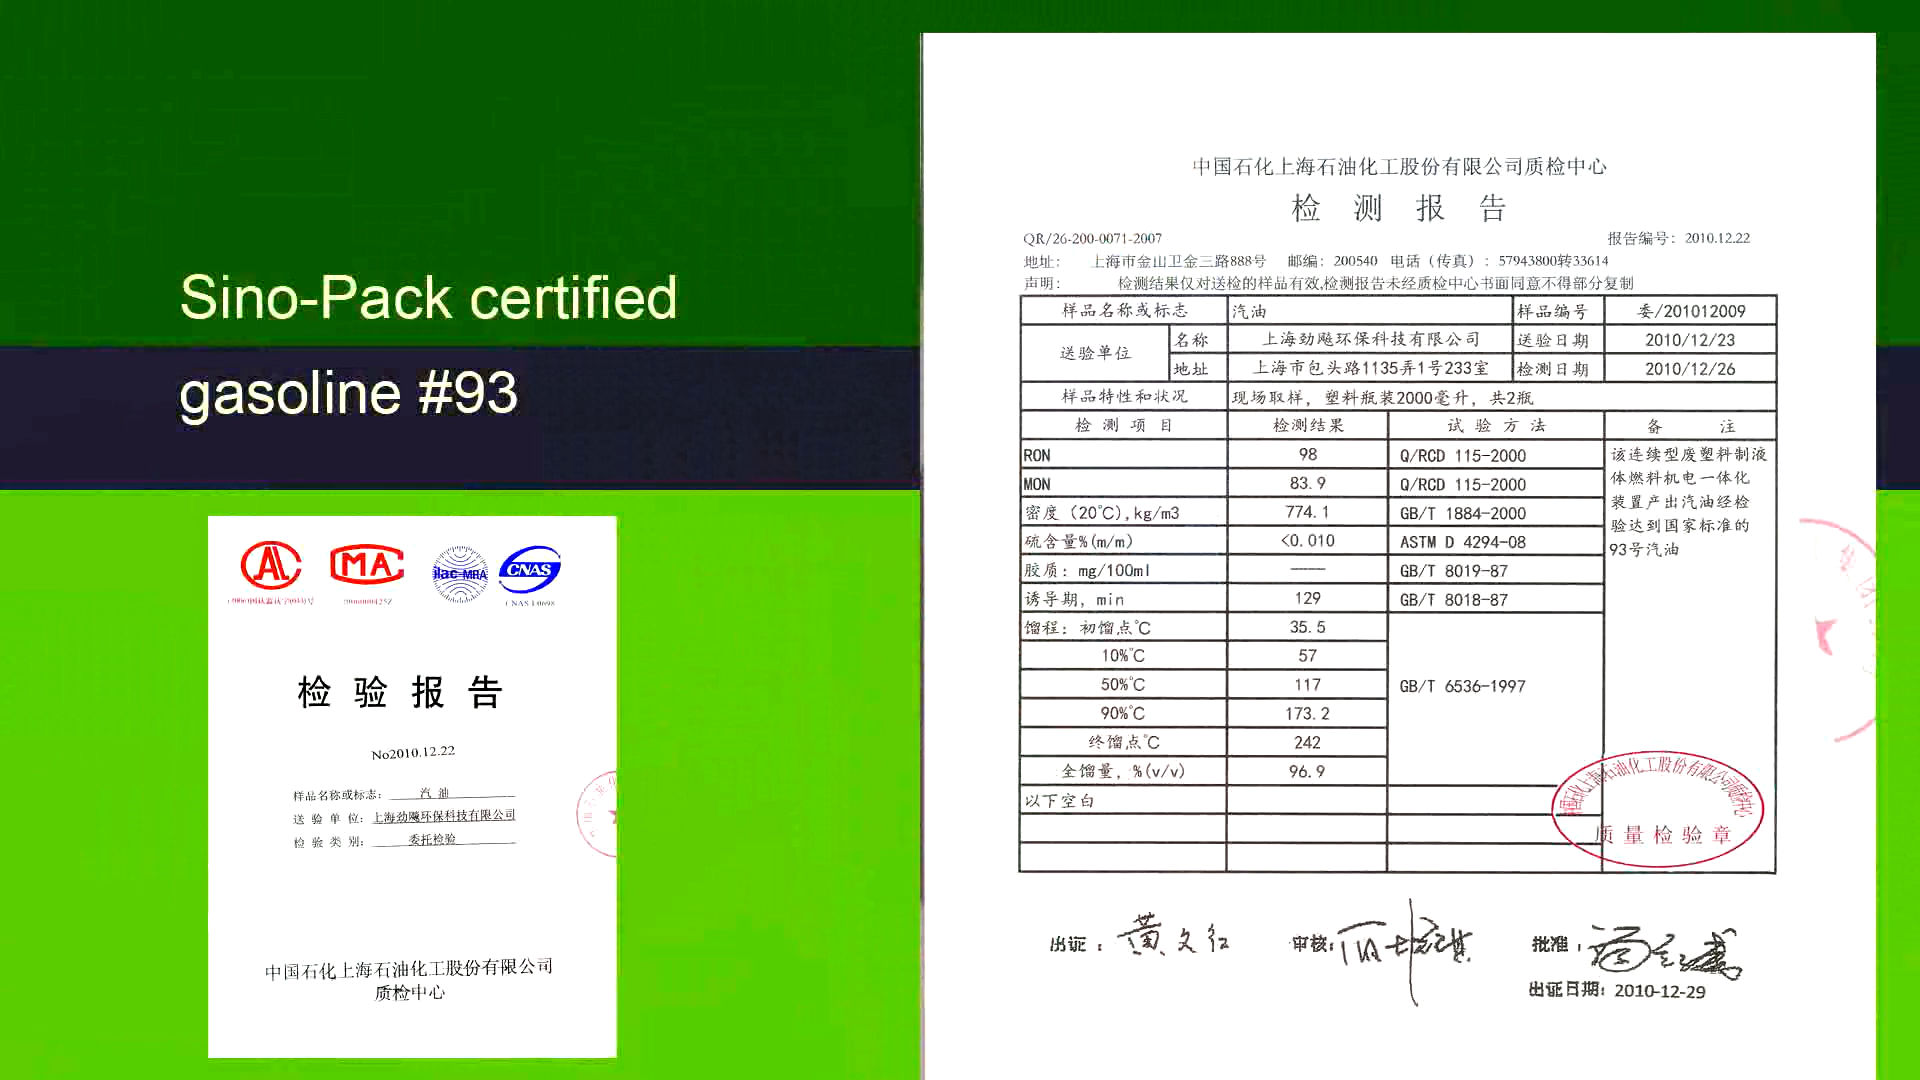 Sino-Pack certified
gasoline #93
MA
ilac-MRA
CNAS
检 验 报 告
No2010.12.22
样品名称或标志: 汽 油
送 验 单 位: 上海劲飚环保科技有限公司
检 验 类 别: 委托检验
中国石化上海石油化工股份有限公司
质检中心
中国石化上海石油化工股份有限公司质检中心
检 测 报 告
QR/26-200-0071-2007 报告编号: 2010.12.22
地址: 上海市金山卫金三路888号 邮编: 200540 电话（传真）: 57943800转33614
声明: 检测结果仅对送检的样品有效,检测报告未经质检中心书面同意不得部分复制
样品名称或标志 汽油 样品编号 委/201012009
送验单位 名称 上海劲飚环保科技有限公司 送验日期 2010/12/23
地址 上海市包头路1135弄1号233室 检测日期 2010/12/26
样品特性和状况 现场取样, 塑料瓶装2000毫升, 共2瓶
检 测 项 目 检测结果 试 验 方 法 备 注
RON 98 Q/RCD 115-2000
MON 83.9 Q/RCD 115-2000
密度（20℃),kg/m3 774.1 GB/T 1884-2000
硫含量%(m/m) <0.010 ASTM D 4294-08
胶质: mg/100ml —— GB/T 8019-87
诱导期, min 129 GB/T 8018-87
馏程: 初馏点℃ 35.5
10%℃ 57
50%℃ 117 GB/T 6536-1997
90%℃ 173.2
终馏点℃ 242
全馏量, %(v/v) 96.9
以下空白
该连续型废塑料制液
体燃料机电一体化
装置产出汽油经检
验达到国家标准的
93号汽油
质量检验章
出证: 黄文红 审核: 批准:
出证日期: 2010-12-29